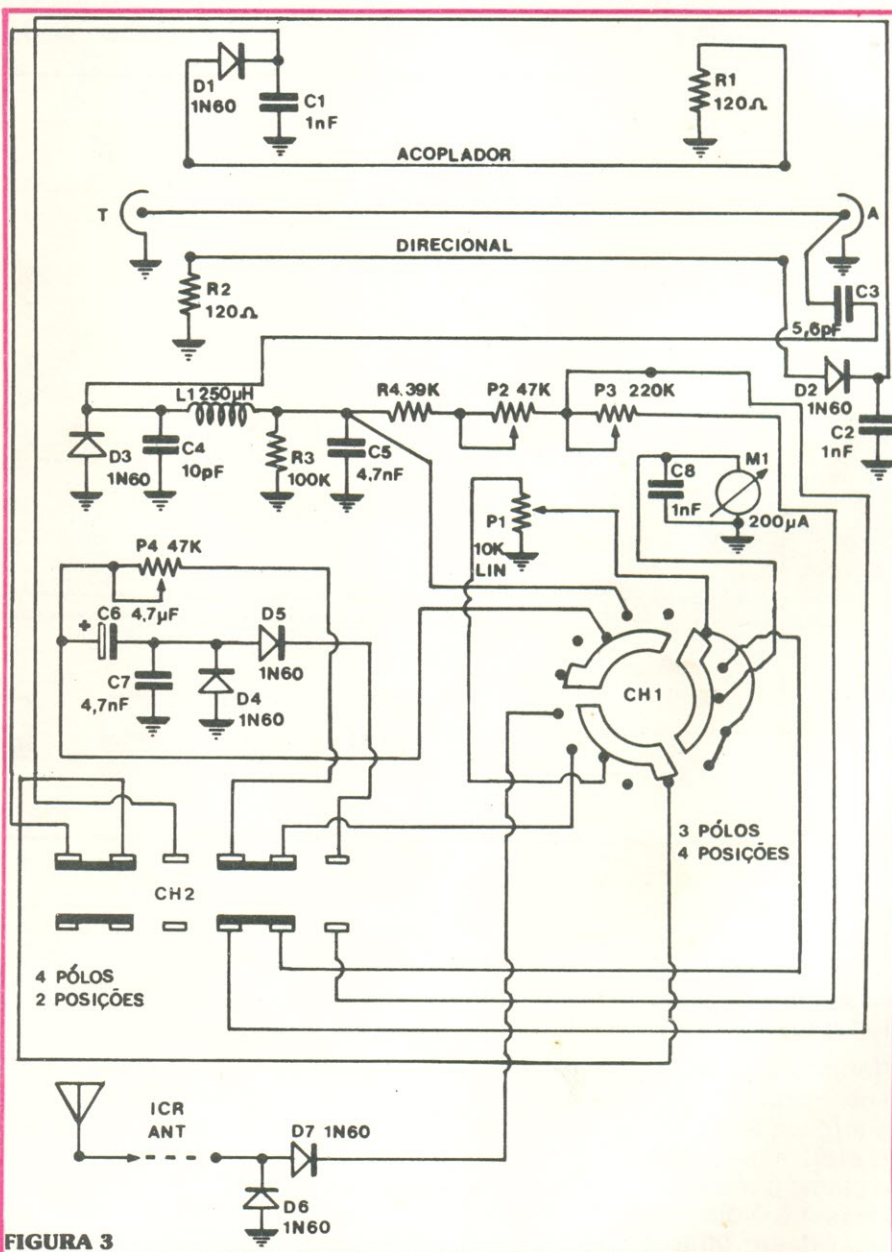 D1
1N60
C1
1nF
R1
120Ω
ACOPLADOR
T
A
DIRECIONAL
R2
120Ω
C3
5,6pF
L1 250µH
R4.39K
P2 47K
P3 220K
D2
1N60
D3
1N60
C4
10pF
R3
100K
C5
4,7nF
C2
1nF
C8
1nF
M1
200µA
P1
10K
LIN
P4 47K
+
C6
4,7µF
D5
1N60
C7
4,7nF
D4
1N60
CH1
3 PÓLOS
4 POSIÇÕES
CH2
4 PÓLOS
2 POSIÇÕES
ICR
ANT
D7 1N60
D6
1N60
FIGURA 3